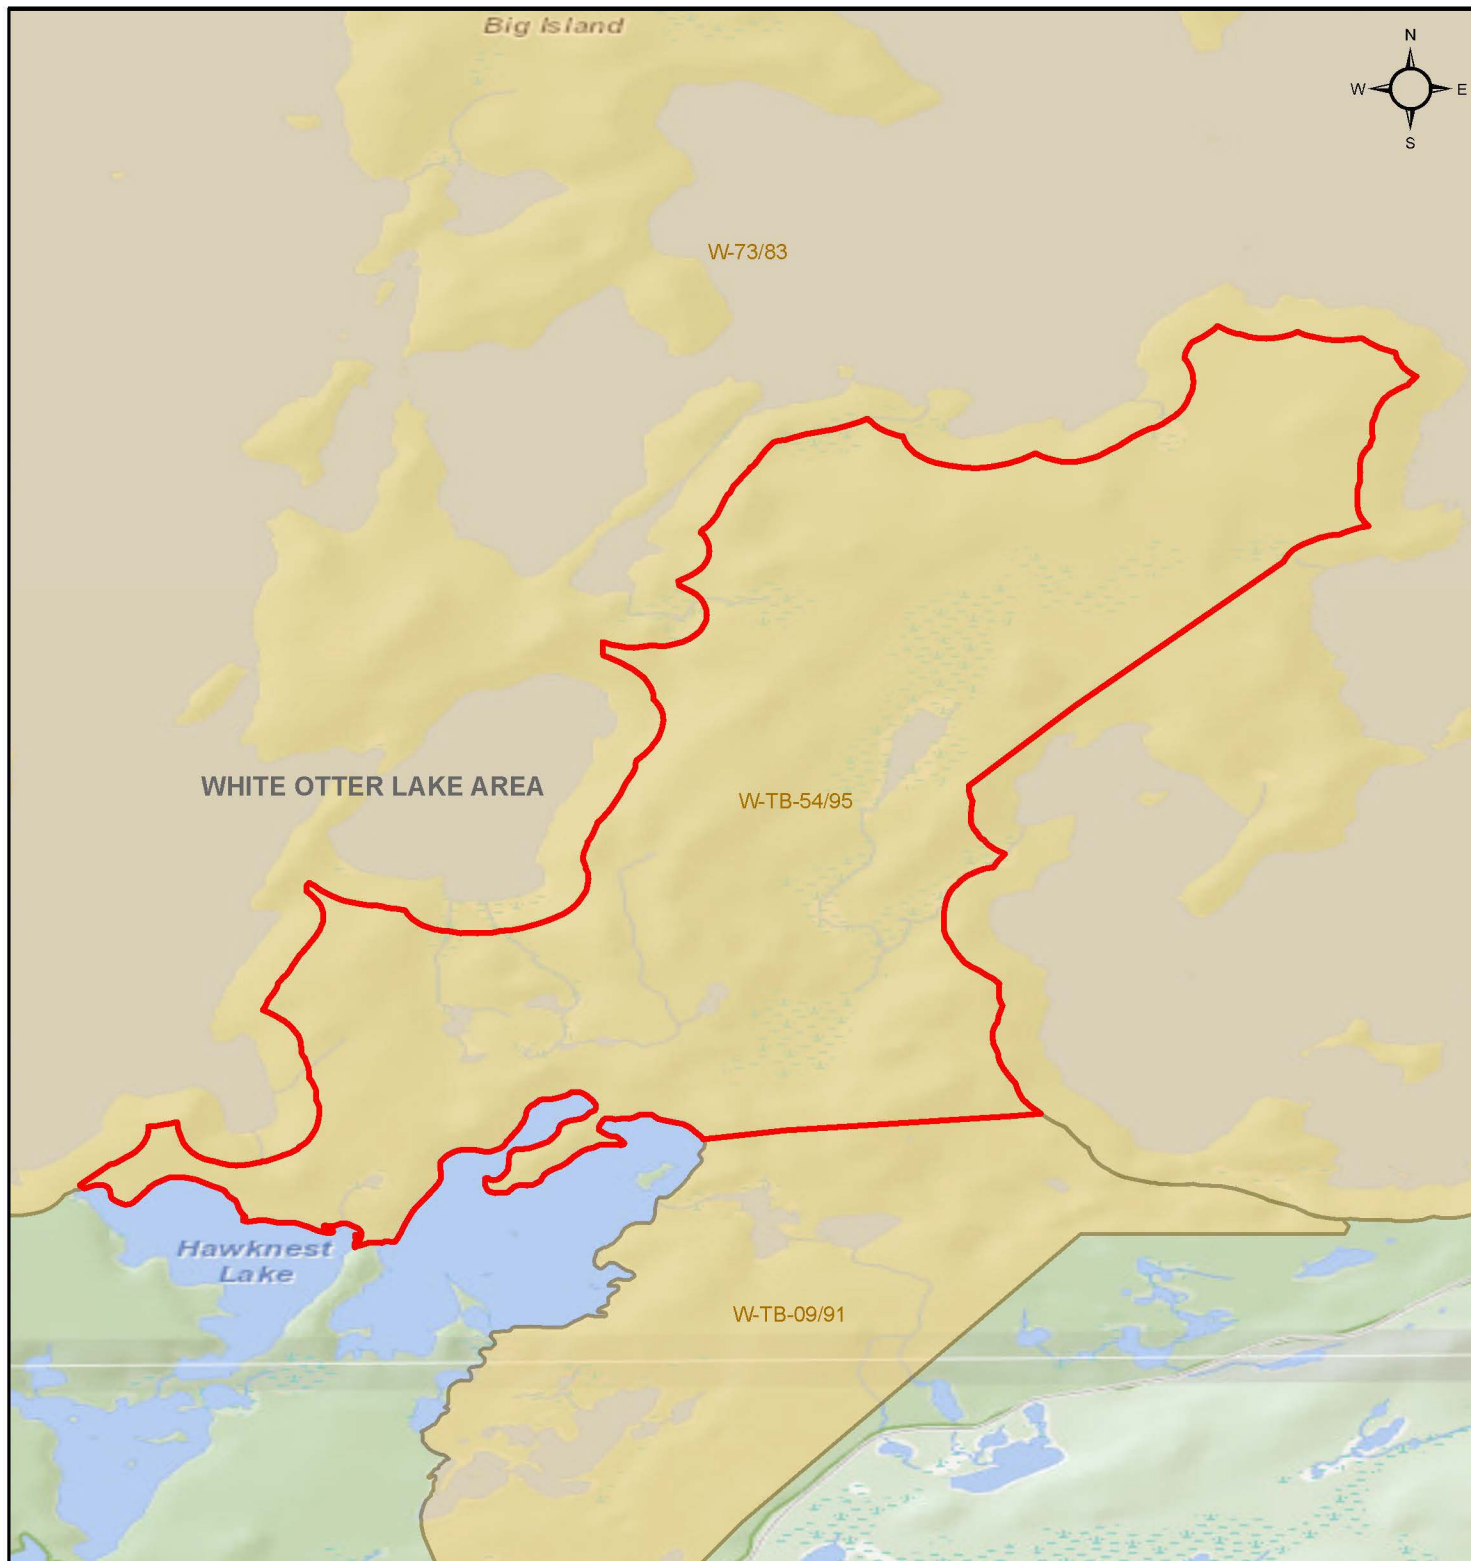 Big Island
N
W E
S
W-73/83
WHITE OTTER LAKE AREA
W-TB-54/95
Hawknest
Lake
W-TB-09/91